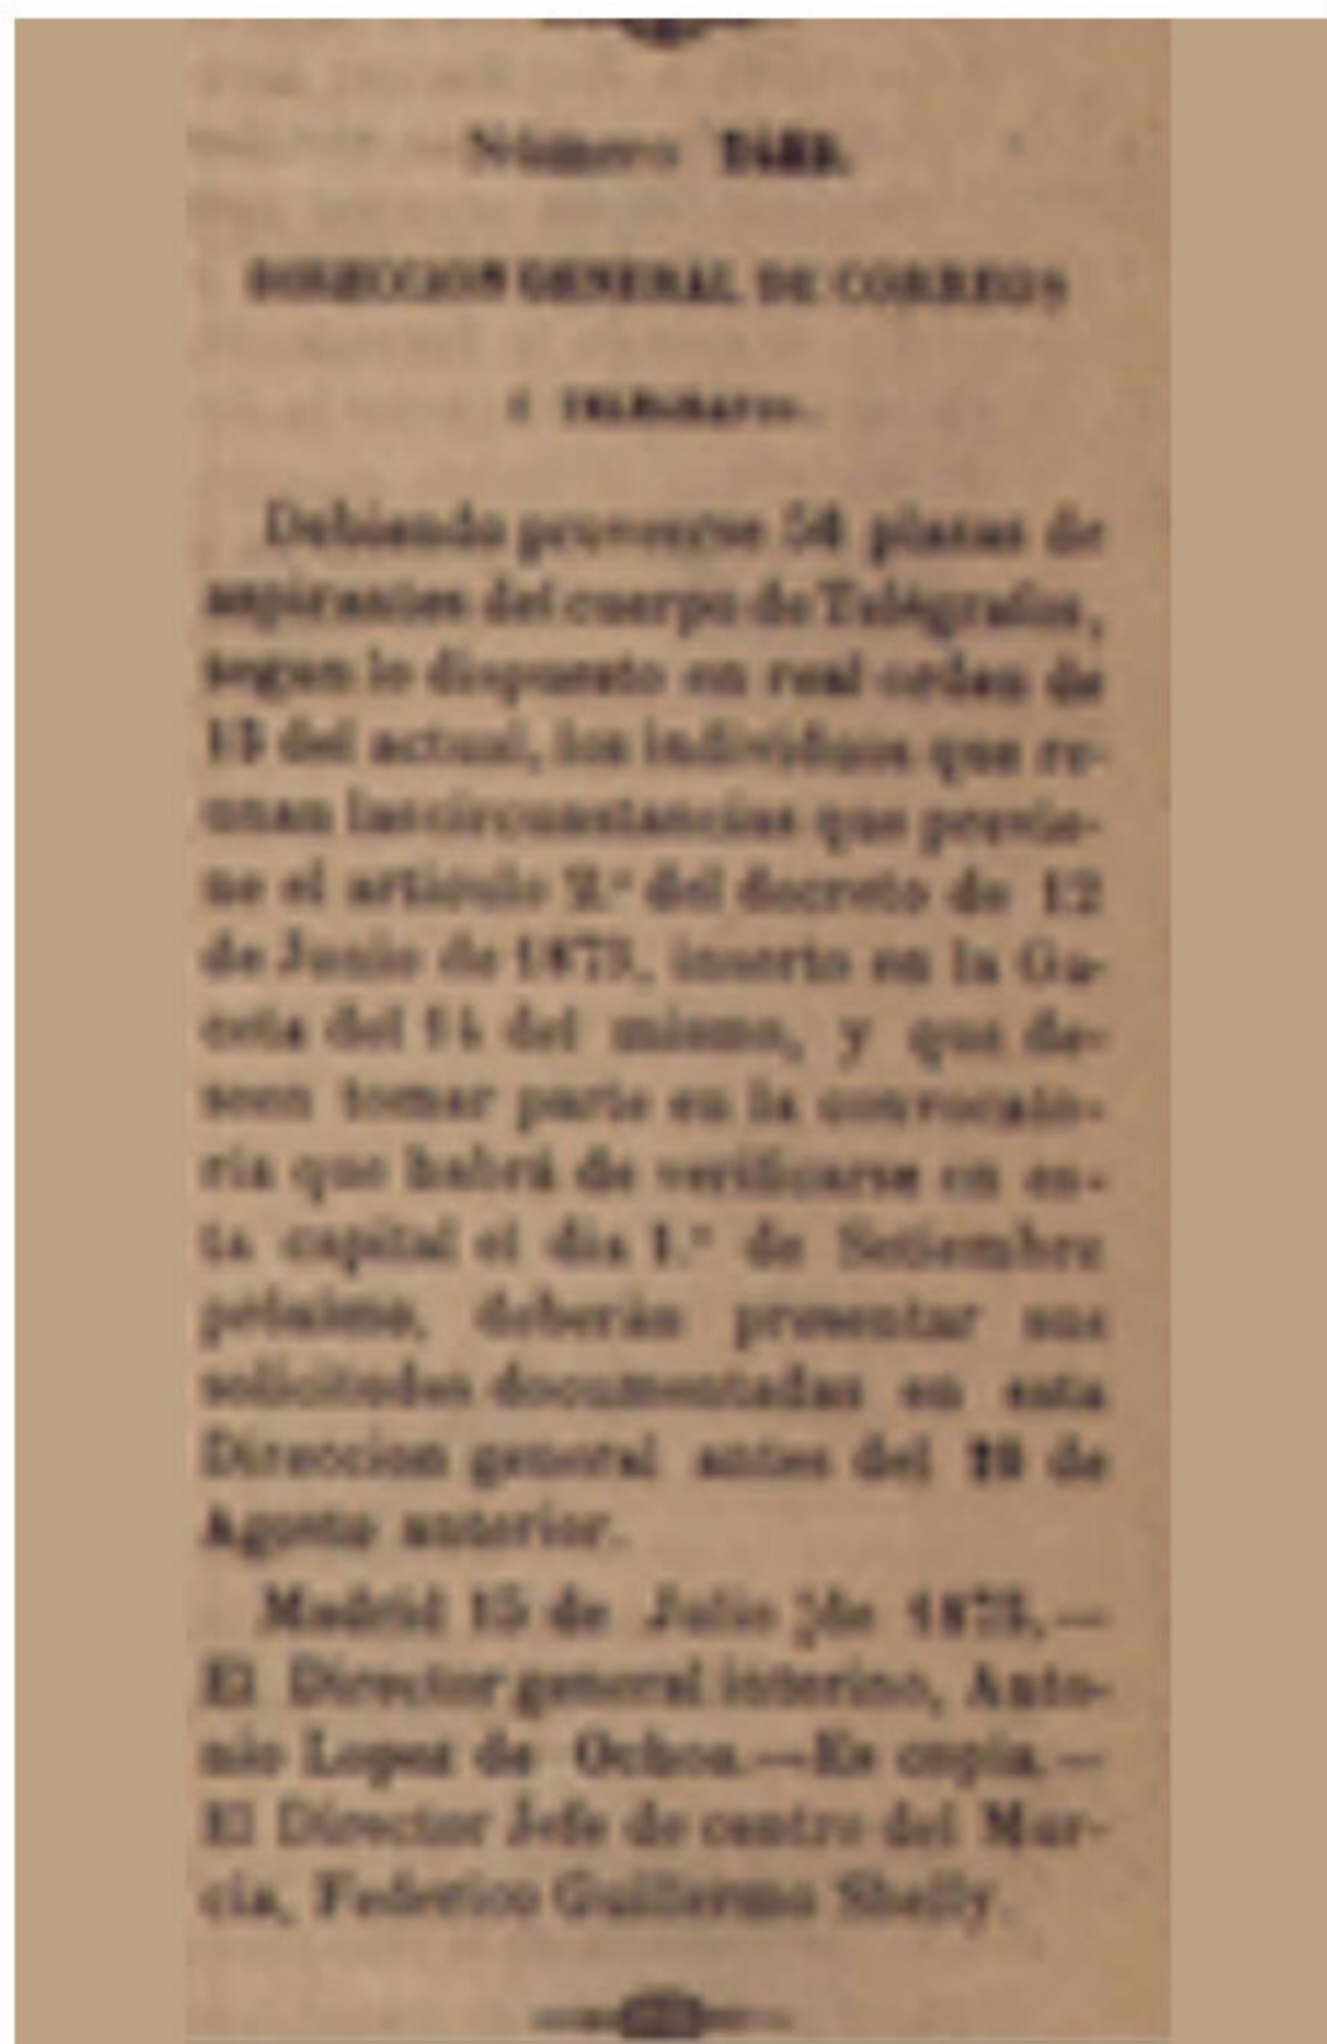 Número
DIRECCION GENERAL DE CORREOS
TELÉGRAFOS.
Debiendo proveerse plazas de
aspirantes del cuerpo de Telégrafos,
segun lo dispuesto en real orden de
del actual, los individuos que re-
unan las circunstancias que previe-
ne el artículo 2.º del decreto de 12
de Junio de inserto en la Ga-
ceta del 14 del mismo, y que de-
seen tomar parte en la convocato-
ria que habrá de verificarse en es-
ta capital el dia 1.º de Setiembre
próximo, deberán presentar sus
solicitudes documentadas en esta
Direccion general antes del de
Agosto anterior.
Madrid 15 de Julio de —
El Director general interino, Anto-
nio Lopez de Ochoa.—Es copia.—
El Director Jefe de centro del Mur-
cia, Federico Guillermo Shelly.